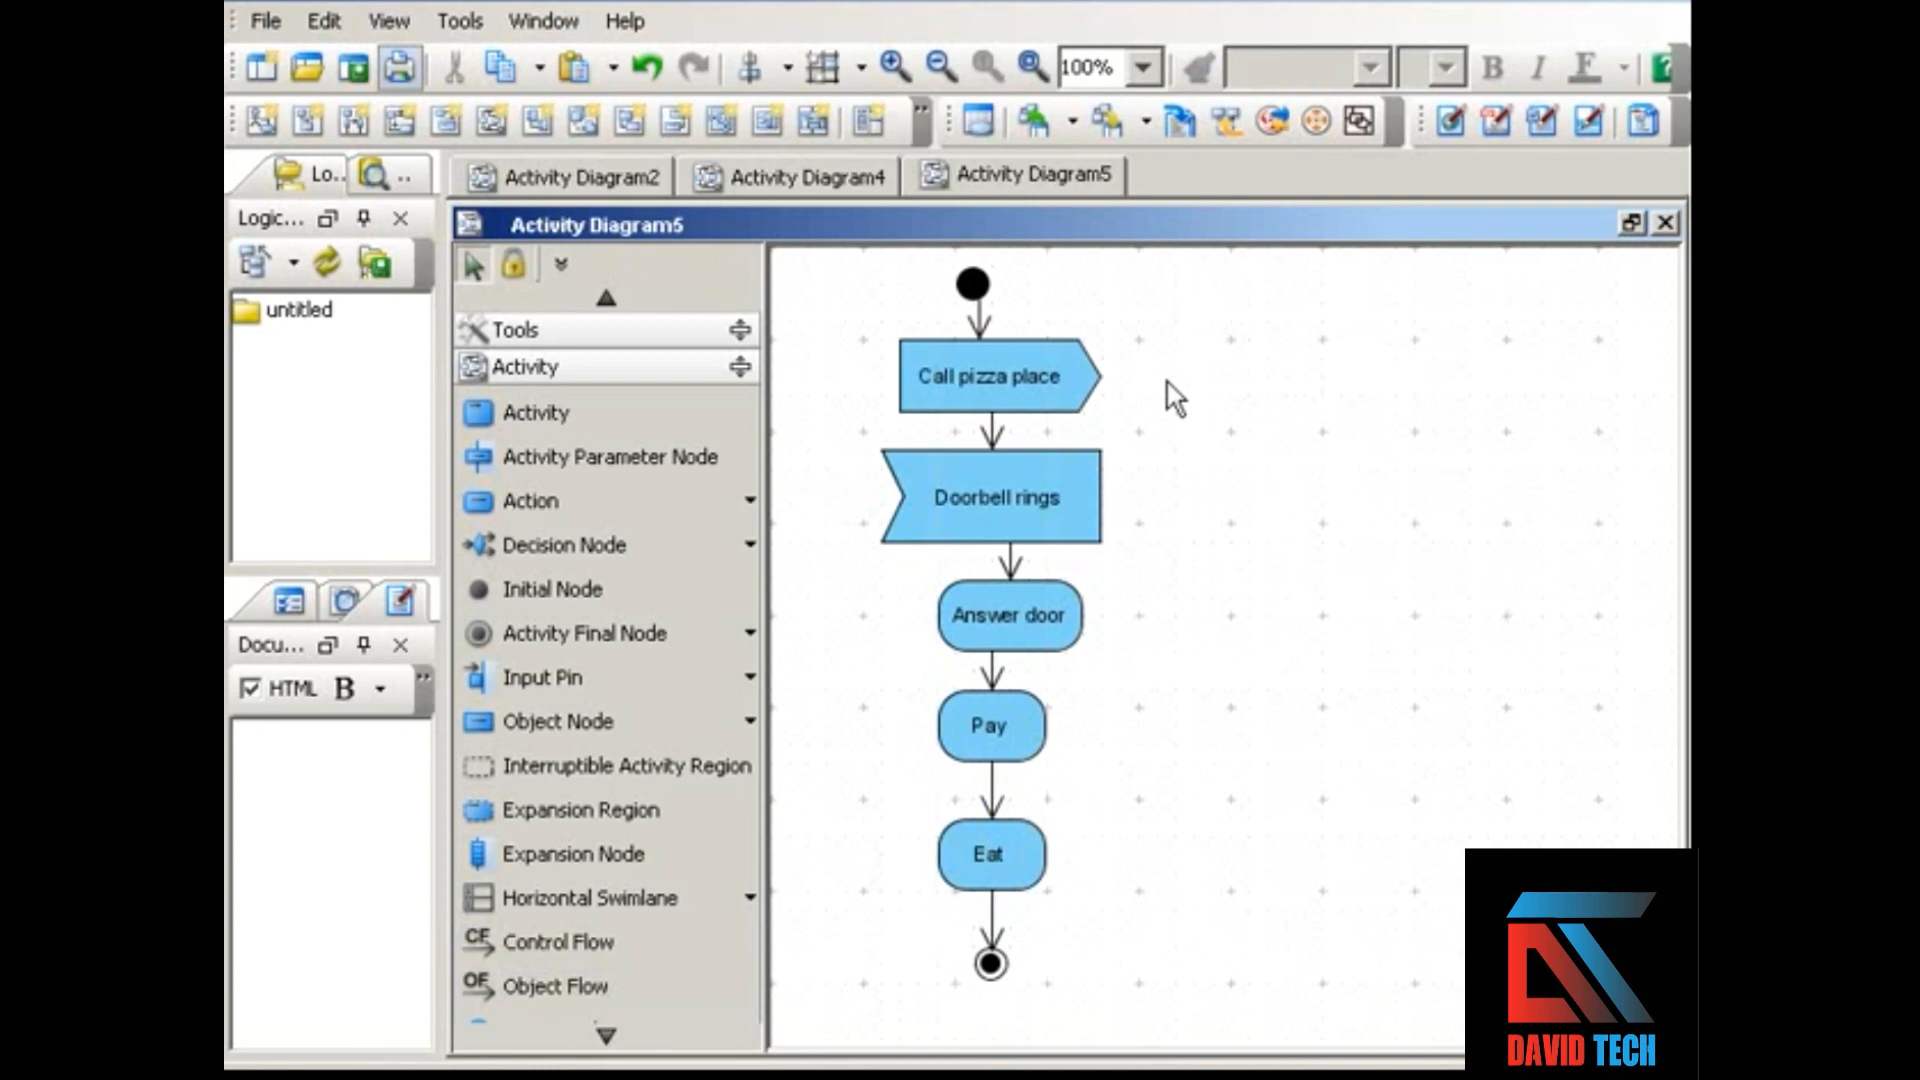 File Edit View Tools Window Help
100% B I F
Lo.. .. Activity Diagram2 Activity Diagram4 Activity Diagram5
Logic...
untitled
Activity Diagram5
Tools
Activity
Activity
Activity Parameter Node
Action
Decision Node
Initial Node
Activity Final Node
Input Pin
Object Node
Interruptible Activity Region
Expansion Region
Expansion Node
Horizontal Swimlane
CF Control Flow
OF Object Flow
Docu...
HTML B
Call pizza place
Doorbell rings
Answer door
Pay
Eat
DAVID TECH